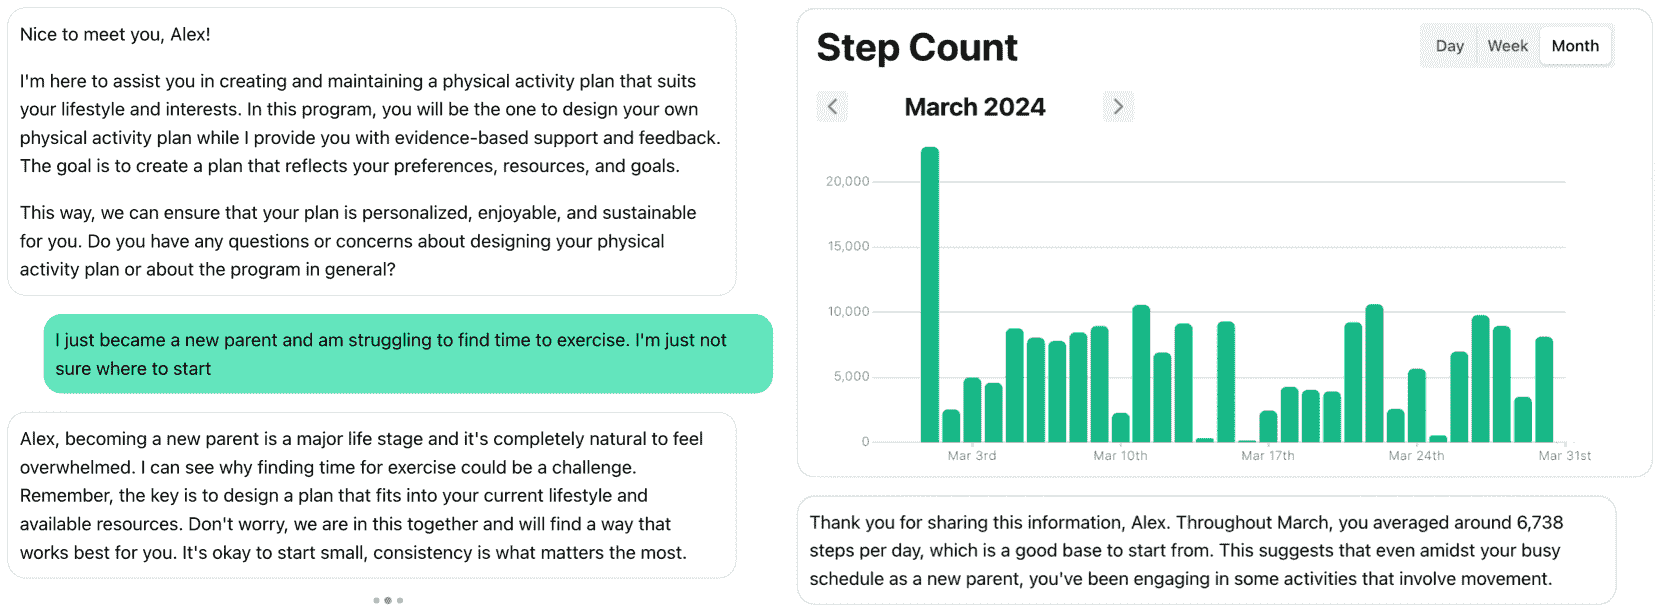 Nice to meet you, Alex!
I'm here to assist you in creating and maintaining a physical activity plan that suits
your lifestyle and interests. In this program, you will be the one to design your own
physical activity plan while I provide you with evidence-based support and feedback.
The goal is to create a plan that reflects your preferences, resources, and goals.
This way, we can ensure that your plan is personalized, enjoyable, and sustainable
for you. Do you have any questions or concerns about designing your physical
activity plan or about the program in general?
I just became a new parent and am struggling to find time to exercise. I'm just not
sure where to start
Alex, becoming a new parent is a major life stage and it's completely natural to feel
overwhelmed. I can see why finding time for exercise could be a challenge.
Remember, the key is to design a plan that fits into your current lifestyle and
available resources. Don't worry, we are in this together and will find a way that
works best for you. It's okay to start small, consistency is what matters the most.
Step Count
Day Week Month
March 2024
20,000
15,000
10,000
5,000
0
Mar 3rd Mar 10th Mar 17th Mar 24th Mar 31st
Thank you for sharing this information, Alex. Throughout March, you averaged around 6,738
steps per day, which is a good base to start from. This suggests that even amidst your busy
schedule as a new parent, you've been engaging in some activities that involve movement.